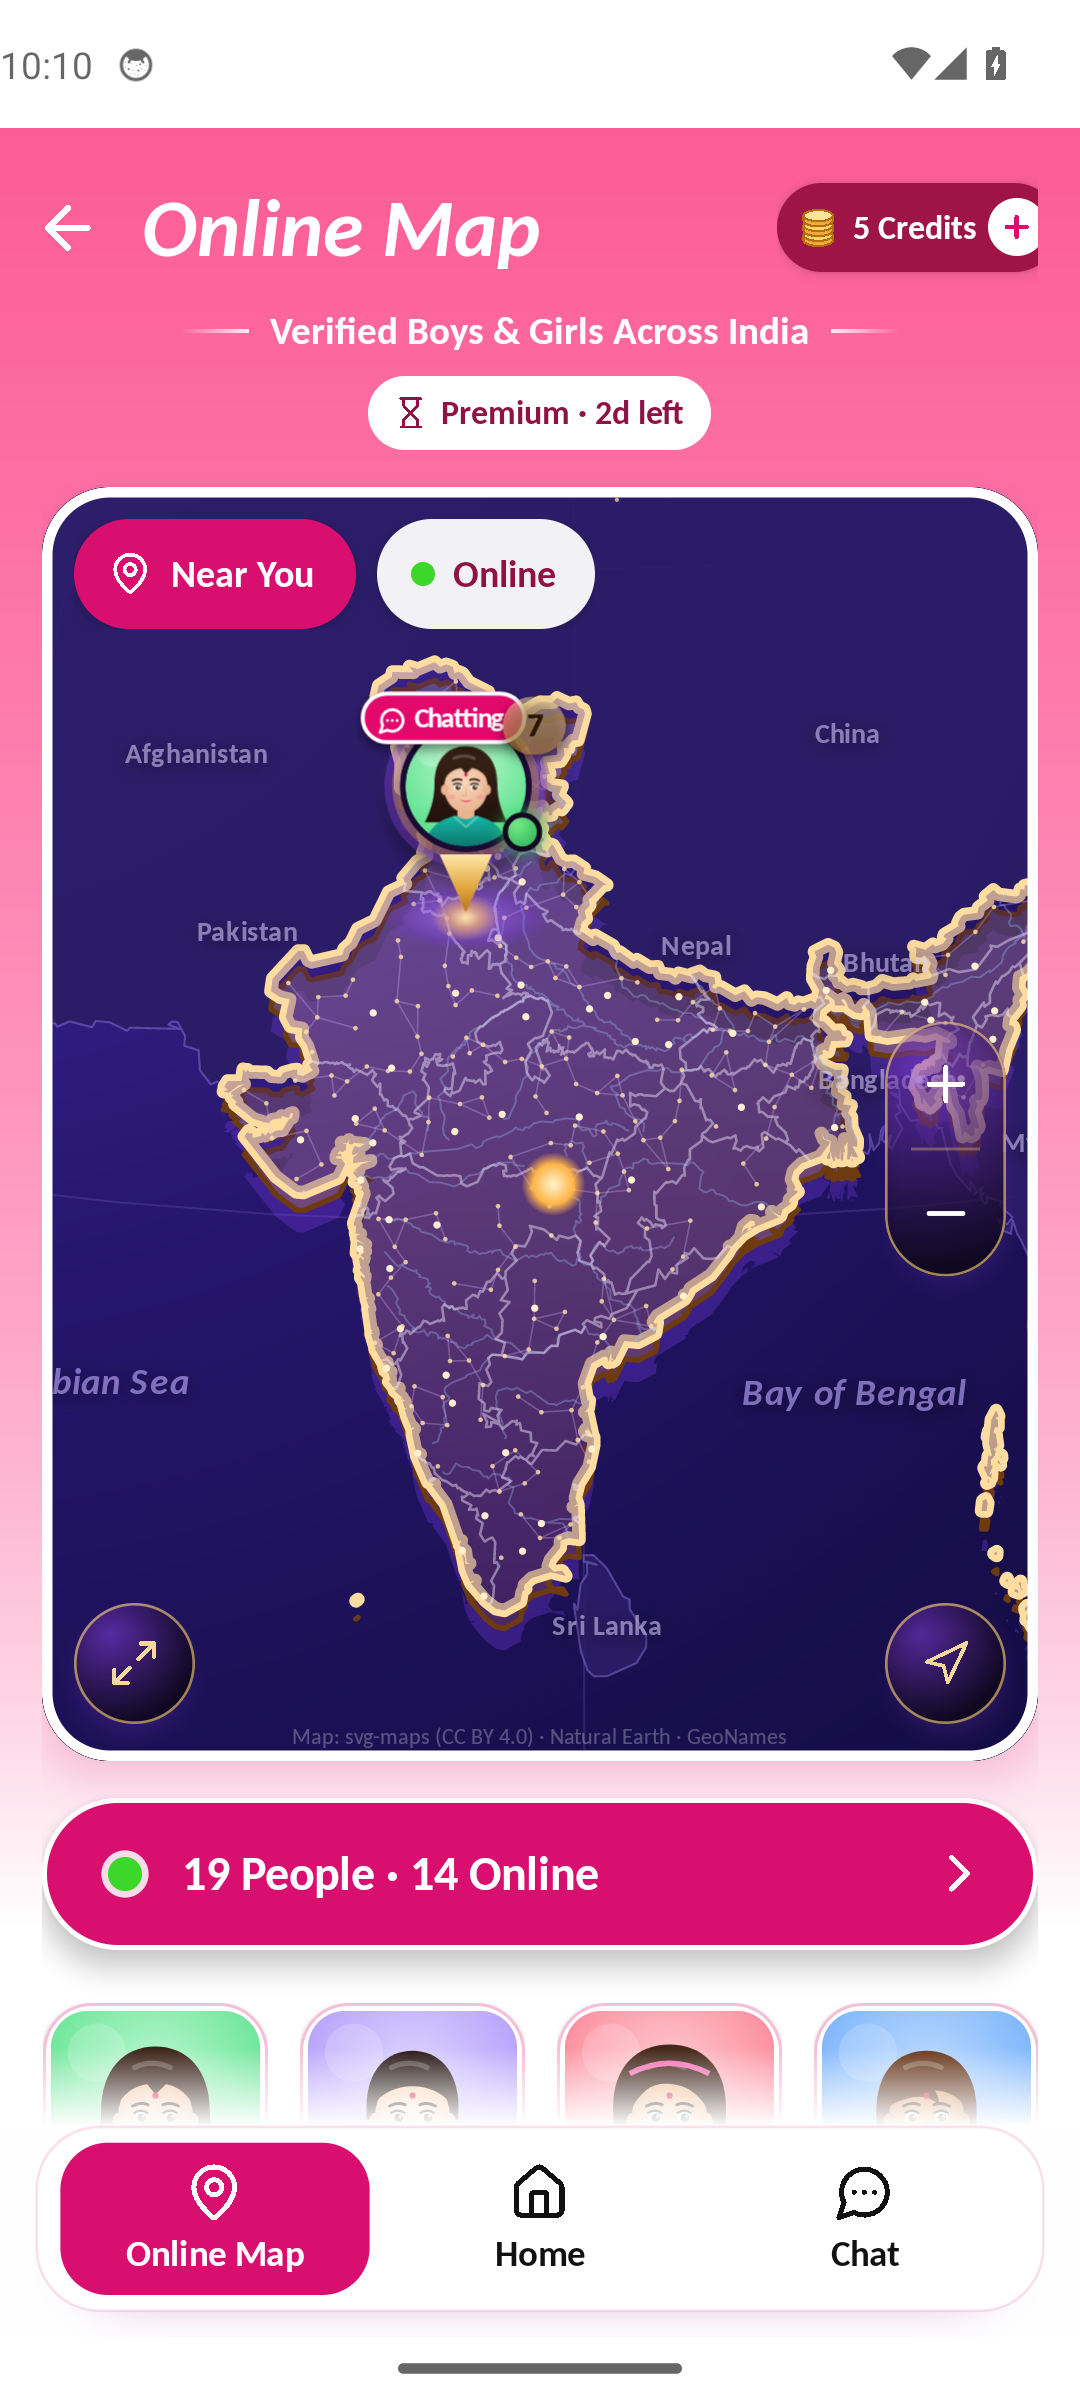 10:10
Online Map
5 Credits
Verified Boys & Girls Across India
Premium · 2d left
Near You
Online
Chatting
7
Afghanistan
China
Pakistan
Nepal
Bhutan
Bangladesh
My
bian Sea
Bay of Bengal
Sri Lanka
Map: svg-maps (CC BY 4.0) · Natural Earth · GeoNames
19 People · 14 Online
Online Map
Home
Chat